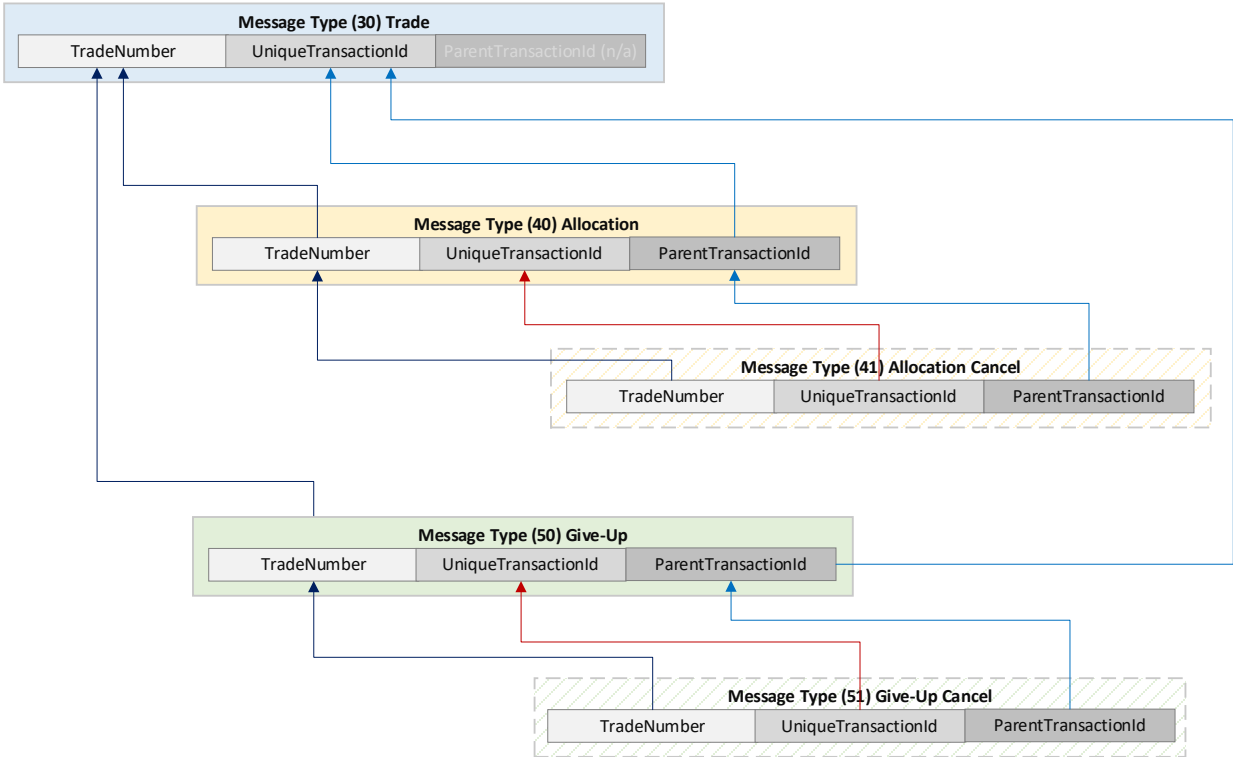 Message Type (30) Trade
TradeNumber UniqueTransactionId ParentTransactionId (n/a)
Message Type (40) Allocation
TradeNumber UniqueTransactionId ParentTransactionId
Message Type (41) Allocation Cancel
TradeNumber UniqueTransactionId ParentTransactionId
Message Type (50) Give-Up
TradeNumber UniqueTransactionId ParentTransactionId
Message Type (51) Give-Up Cancel
TradeNumber UniqueTransactionId ParentTransactionId